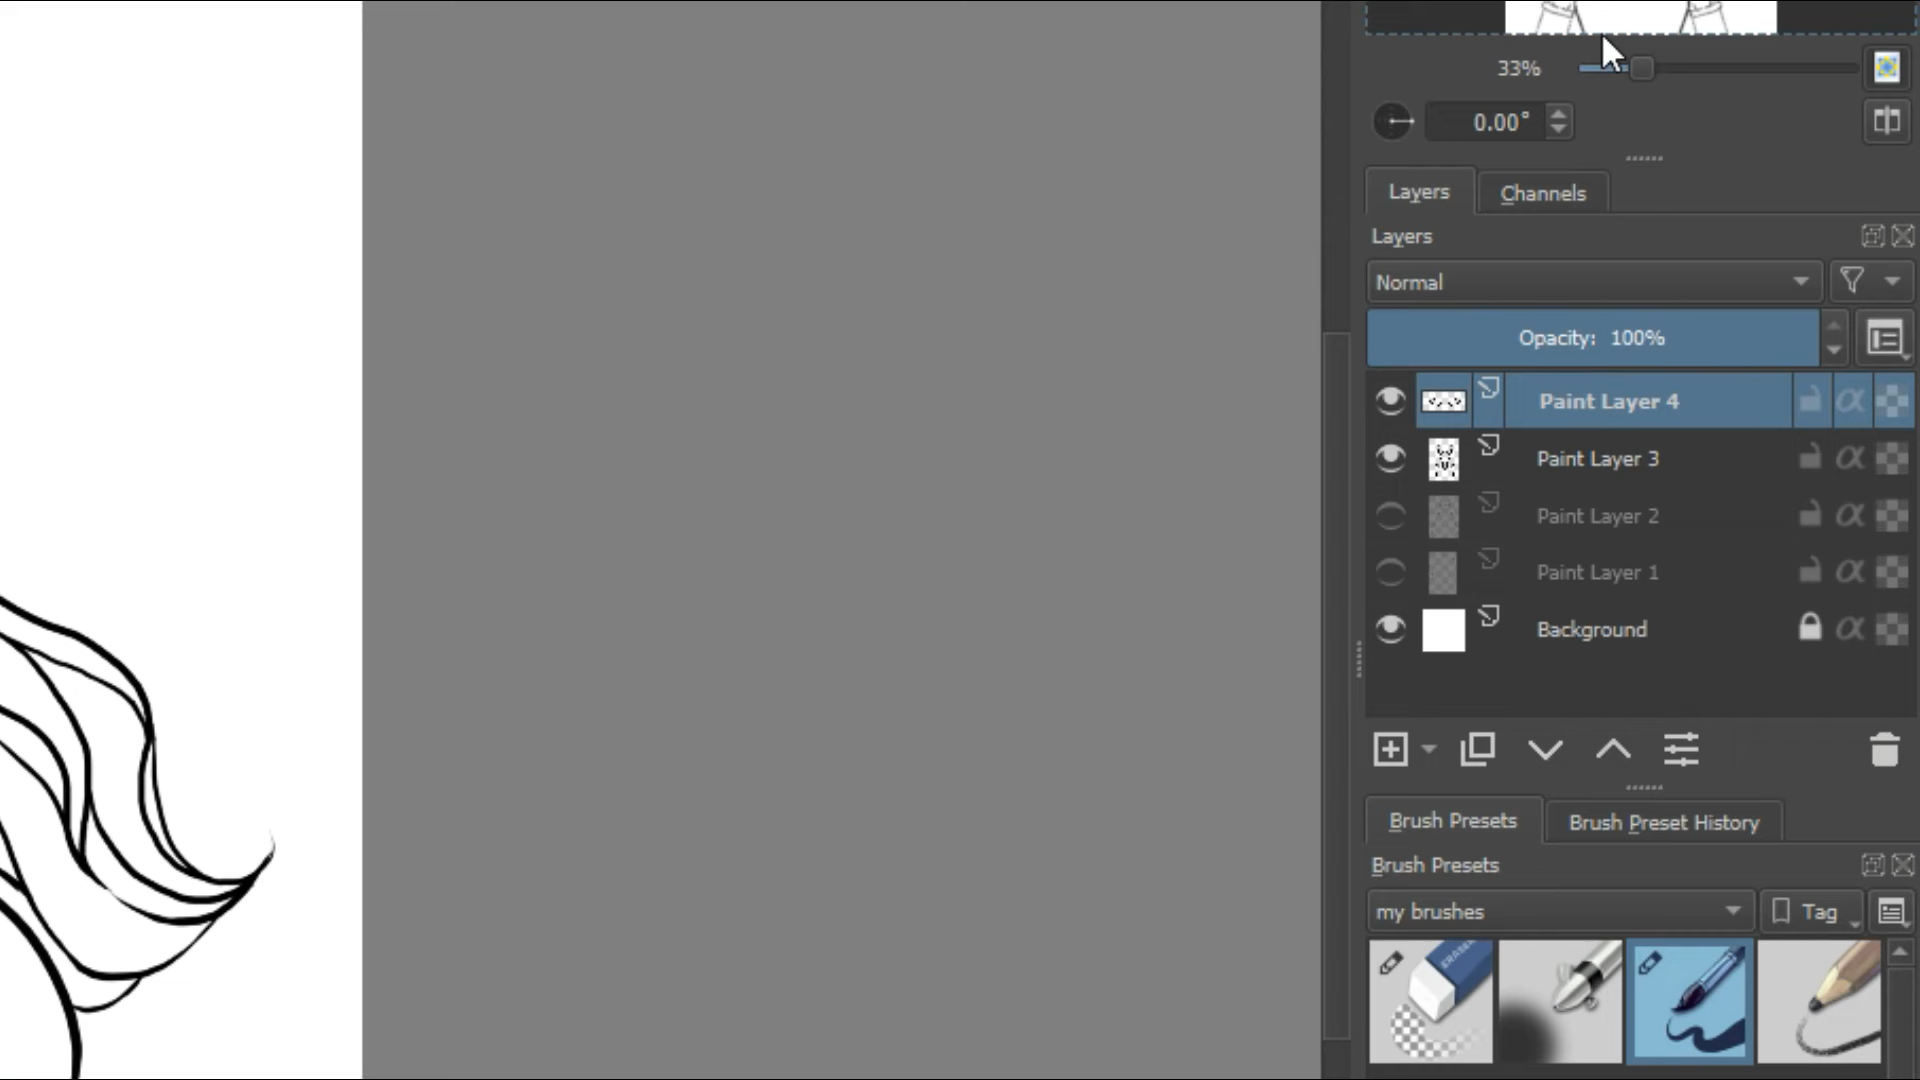 33%
0.00°
Layers
Channels
Layers
Normal
Opacity: 100%
Paint Layer 4
Paint Layer 3
Paint Layer 2
Paint Layer 1
Background
Brush Presets
Brush Preset History
Brush Presets
my brushes
Tag
ERASER